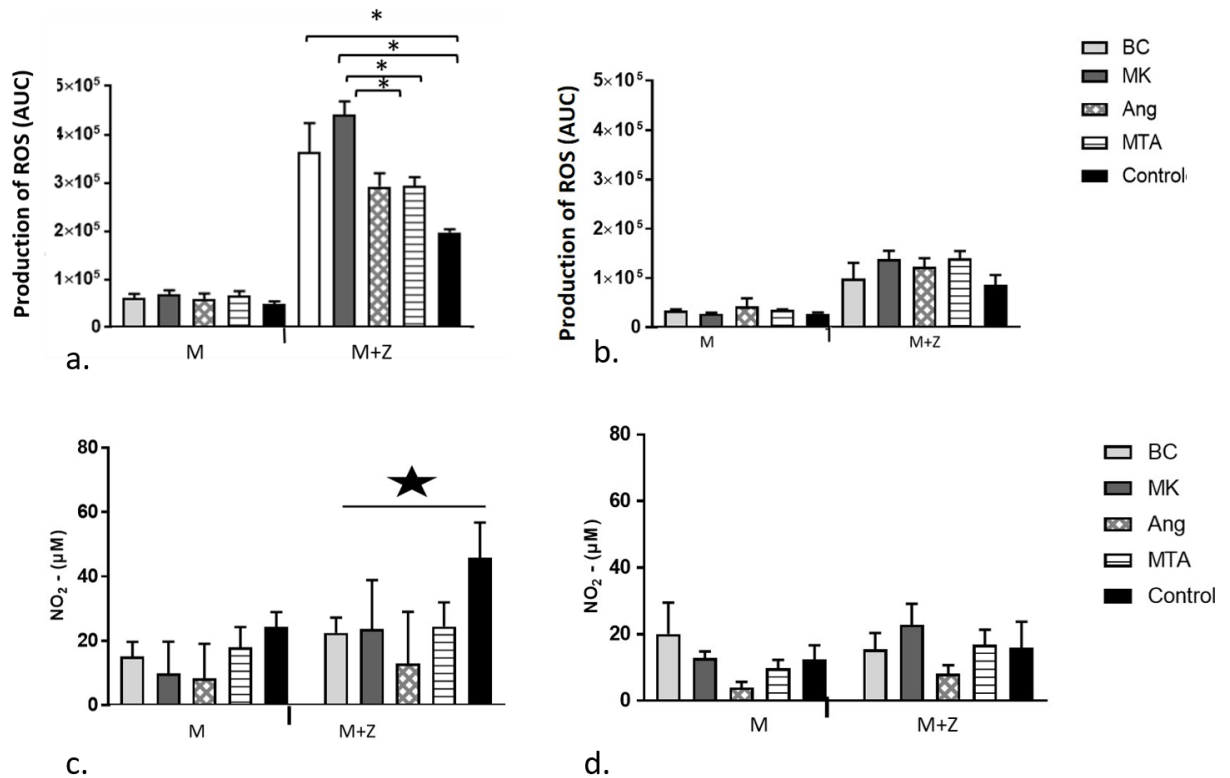 *
*
*
*
Production of ROS (AUC)
5×10⁵
4×10⁵
3×10⁵
2×10⁵
1×10⁵
0
M
M+Z
a.
Production of ROS (AUC)
5×10⁵
4×10⁵
3×10⁵
2×10⁵
1×10⁵
0
M
M+Z
b.
BC
MK
Ang
MTA
Control
NO₂ - (µM)
80
60
40
20
0
M
M+Z
c.
NO₂ - (µM)
80
60
40
20
0
M
M+Z
d.
BC
MK
Ang
MTA
Control